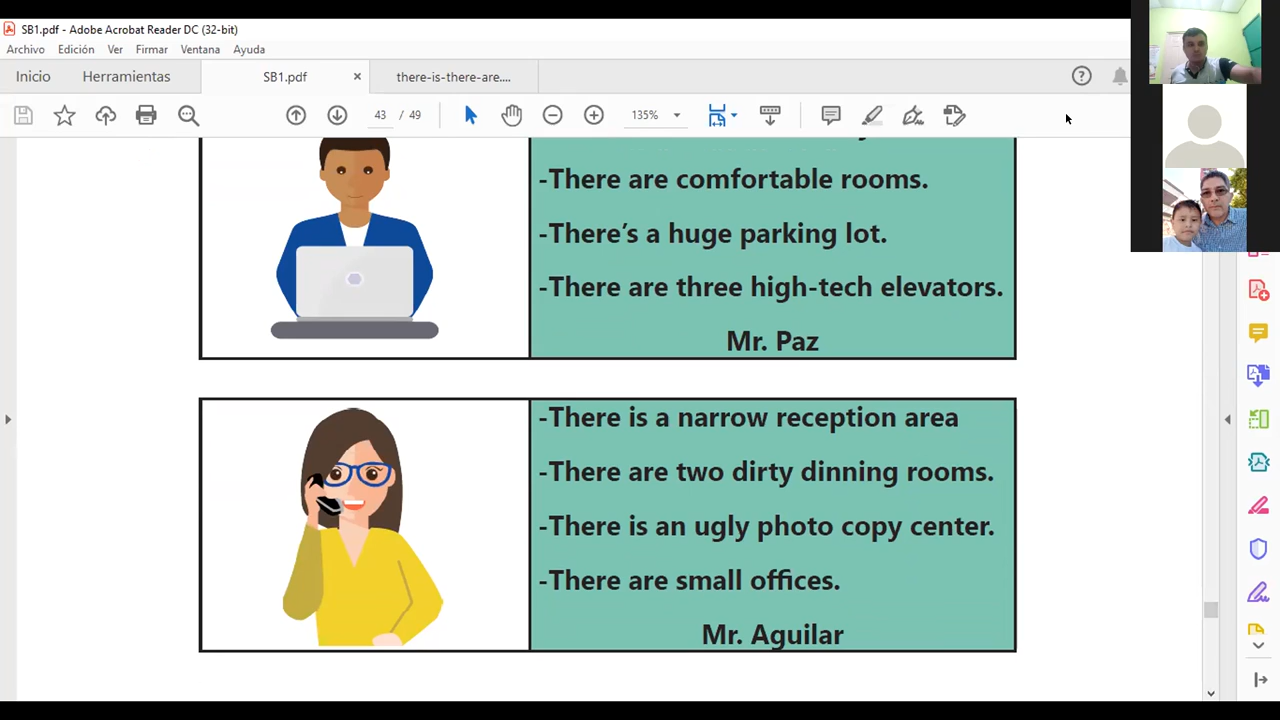 SB1.pdf - Adobe Acrobat Reader DC (32-bit)
Archivo Edición Ver Firmar Ventana Ayuda
Inicio Herramientas SB1.pdf × there-is-there-are....
43 / 49 135%
-There are comfortable rooms.
-There's a huge parking lot.
-There are three high-tech elevators.
Mr. Paz
-There is a narrow reception area
-There are two dirty dinning rooms.
-There is an ugly photo copy center.
-There are small offices.
Mr. Aguilar